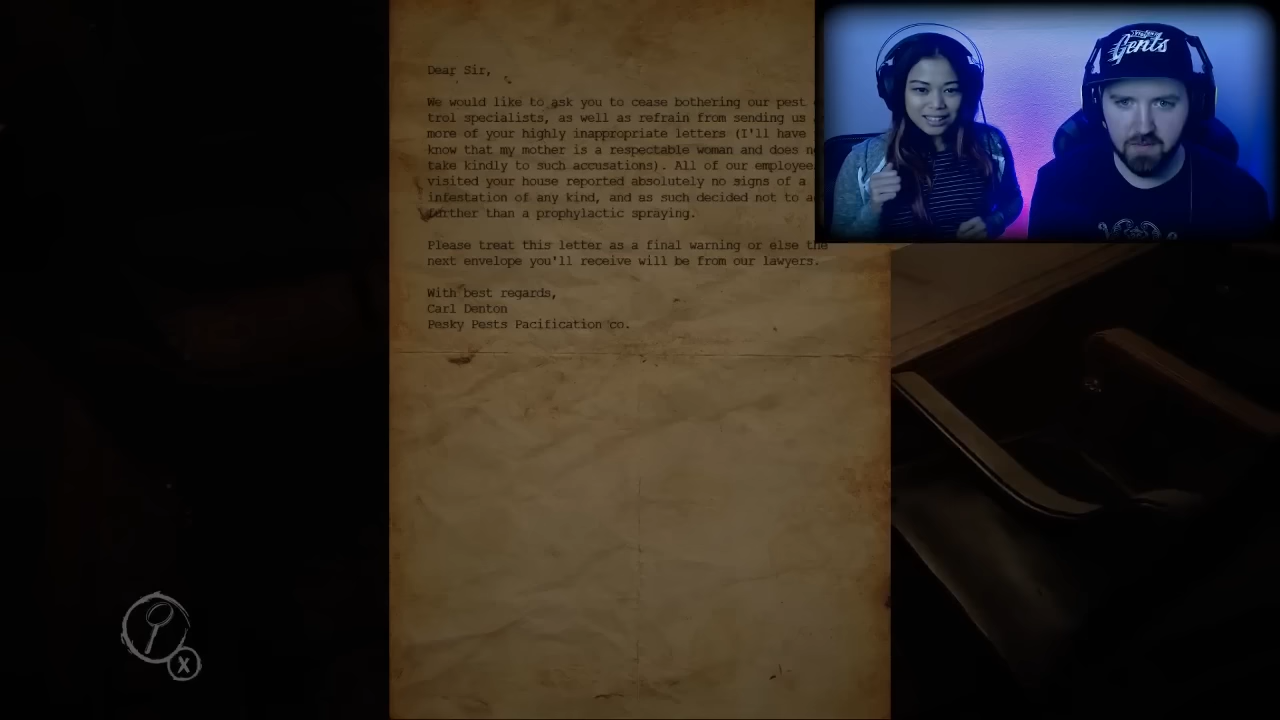 Dear Sir,
We would like to ask you to cease bothering our pest
trol specialists, as well as refrain from sending us
more of your highly inappropriate letters (I'll have
know that my mother is a respectable woman and does n
take kindly to such accusations). All of our employee
visited your house reported absolutely no signs of a
infestation of any kind, and as such decided not to a
further than a prophylactic spraying.
Please treat this letter as a final warning or else the
next envelope you'll receive will be from our lawyers.
With best regards,
Carl Denton
Pesky Pests Pacification co.
Gents
X